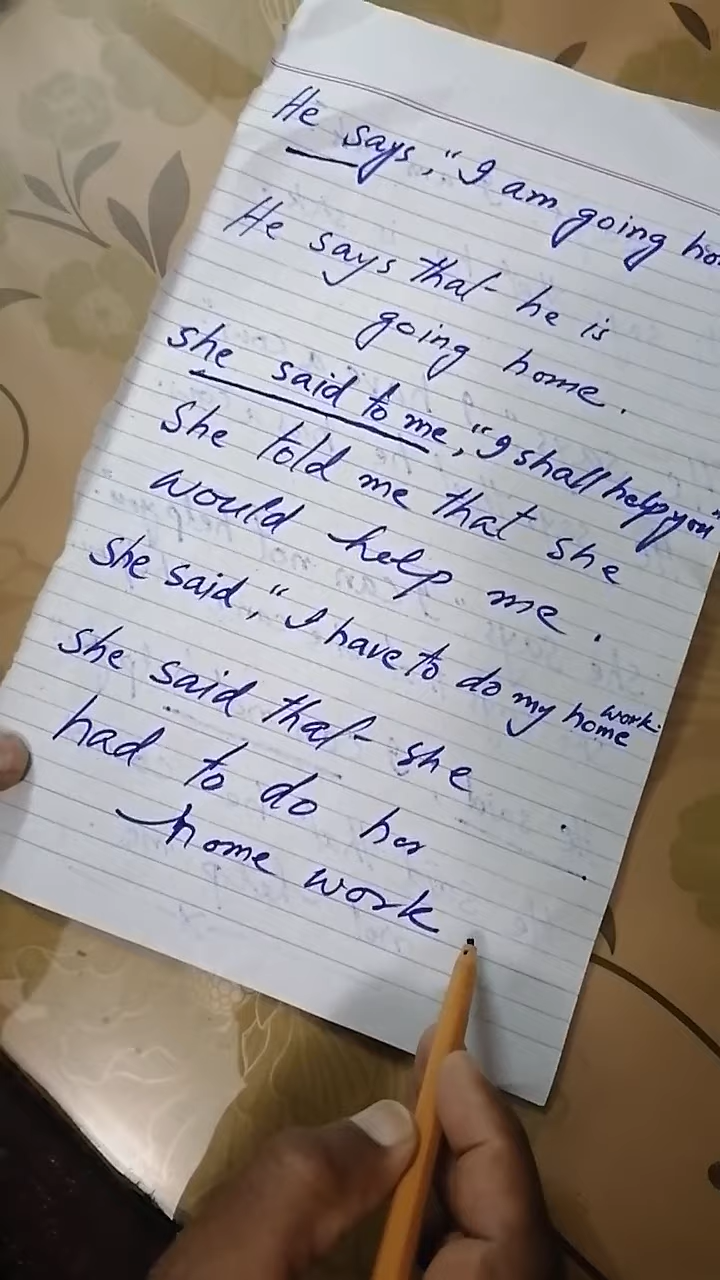 He says, "I am going ho
He says that he is
going home.
she said to me, "I shall help you"
She told me that she
would help me.
she said, "I have to do my home work.
she said that she
had to do her
home work.